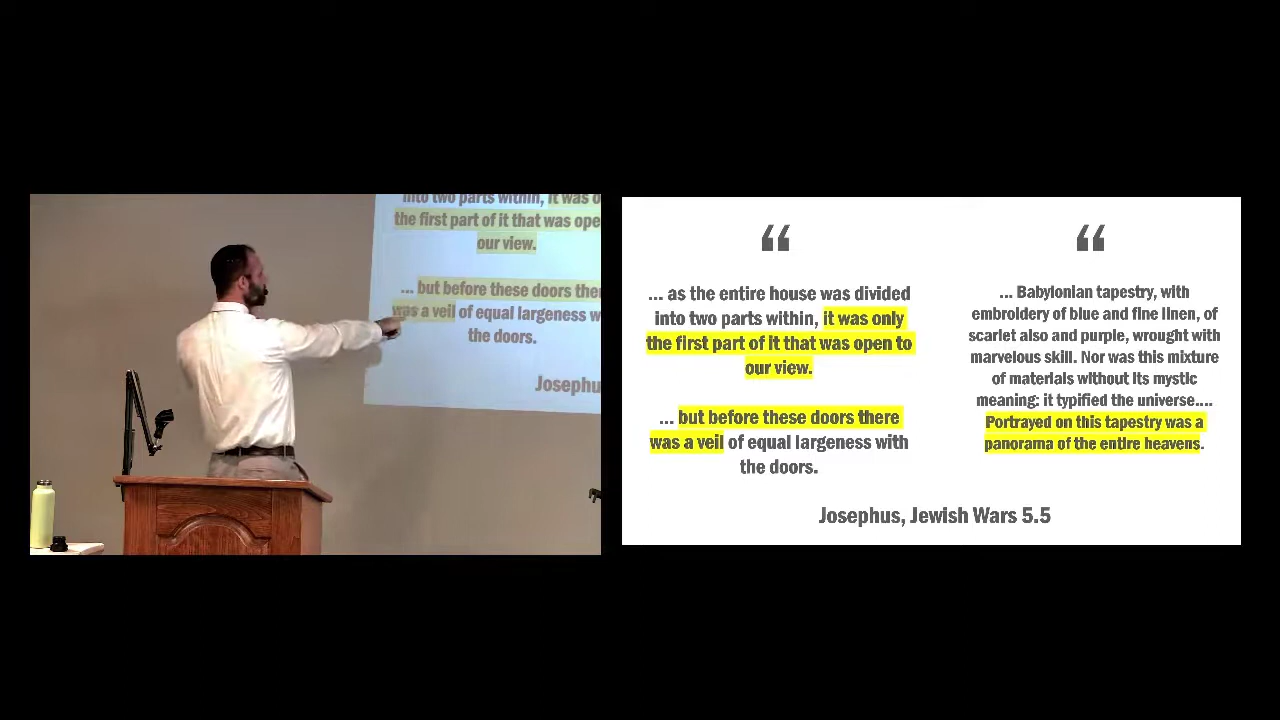 into two parts within, it was o
the first part of it that was ope
our view.
... but before these doors ther
was a veil of equal largeness w
the doors.
Josephu
“
... as the entire house was divided
into two parts within, it was only
the first part of it that was open to
our view.
... but before these doors there
was a veil of equal largeness with
the doors.
“
... Babylonian tapestry, with
embroidery of blue and fine linen, of
scarlet also and purple, wrought with
marvelous skill. Nor was this mixture
of materials without its mystic
meaning: it typified the universe....
Portrayed on this tapestry was a
panorama of the entire heavens.
Josephus, Jewish Wars 5.5